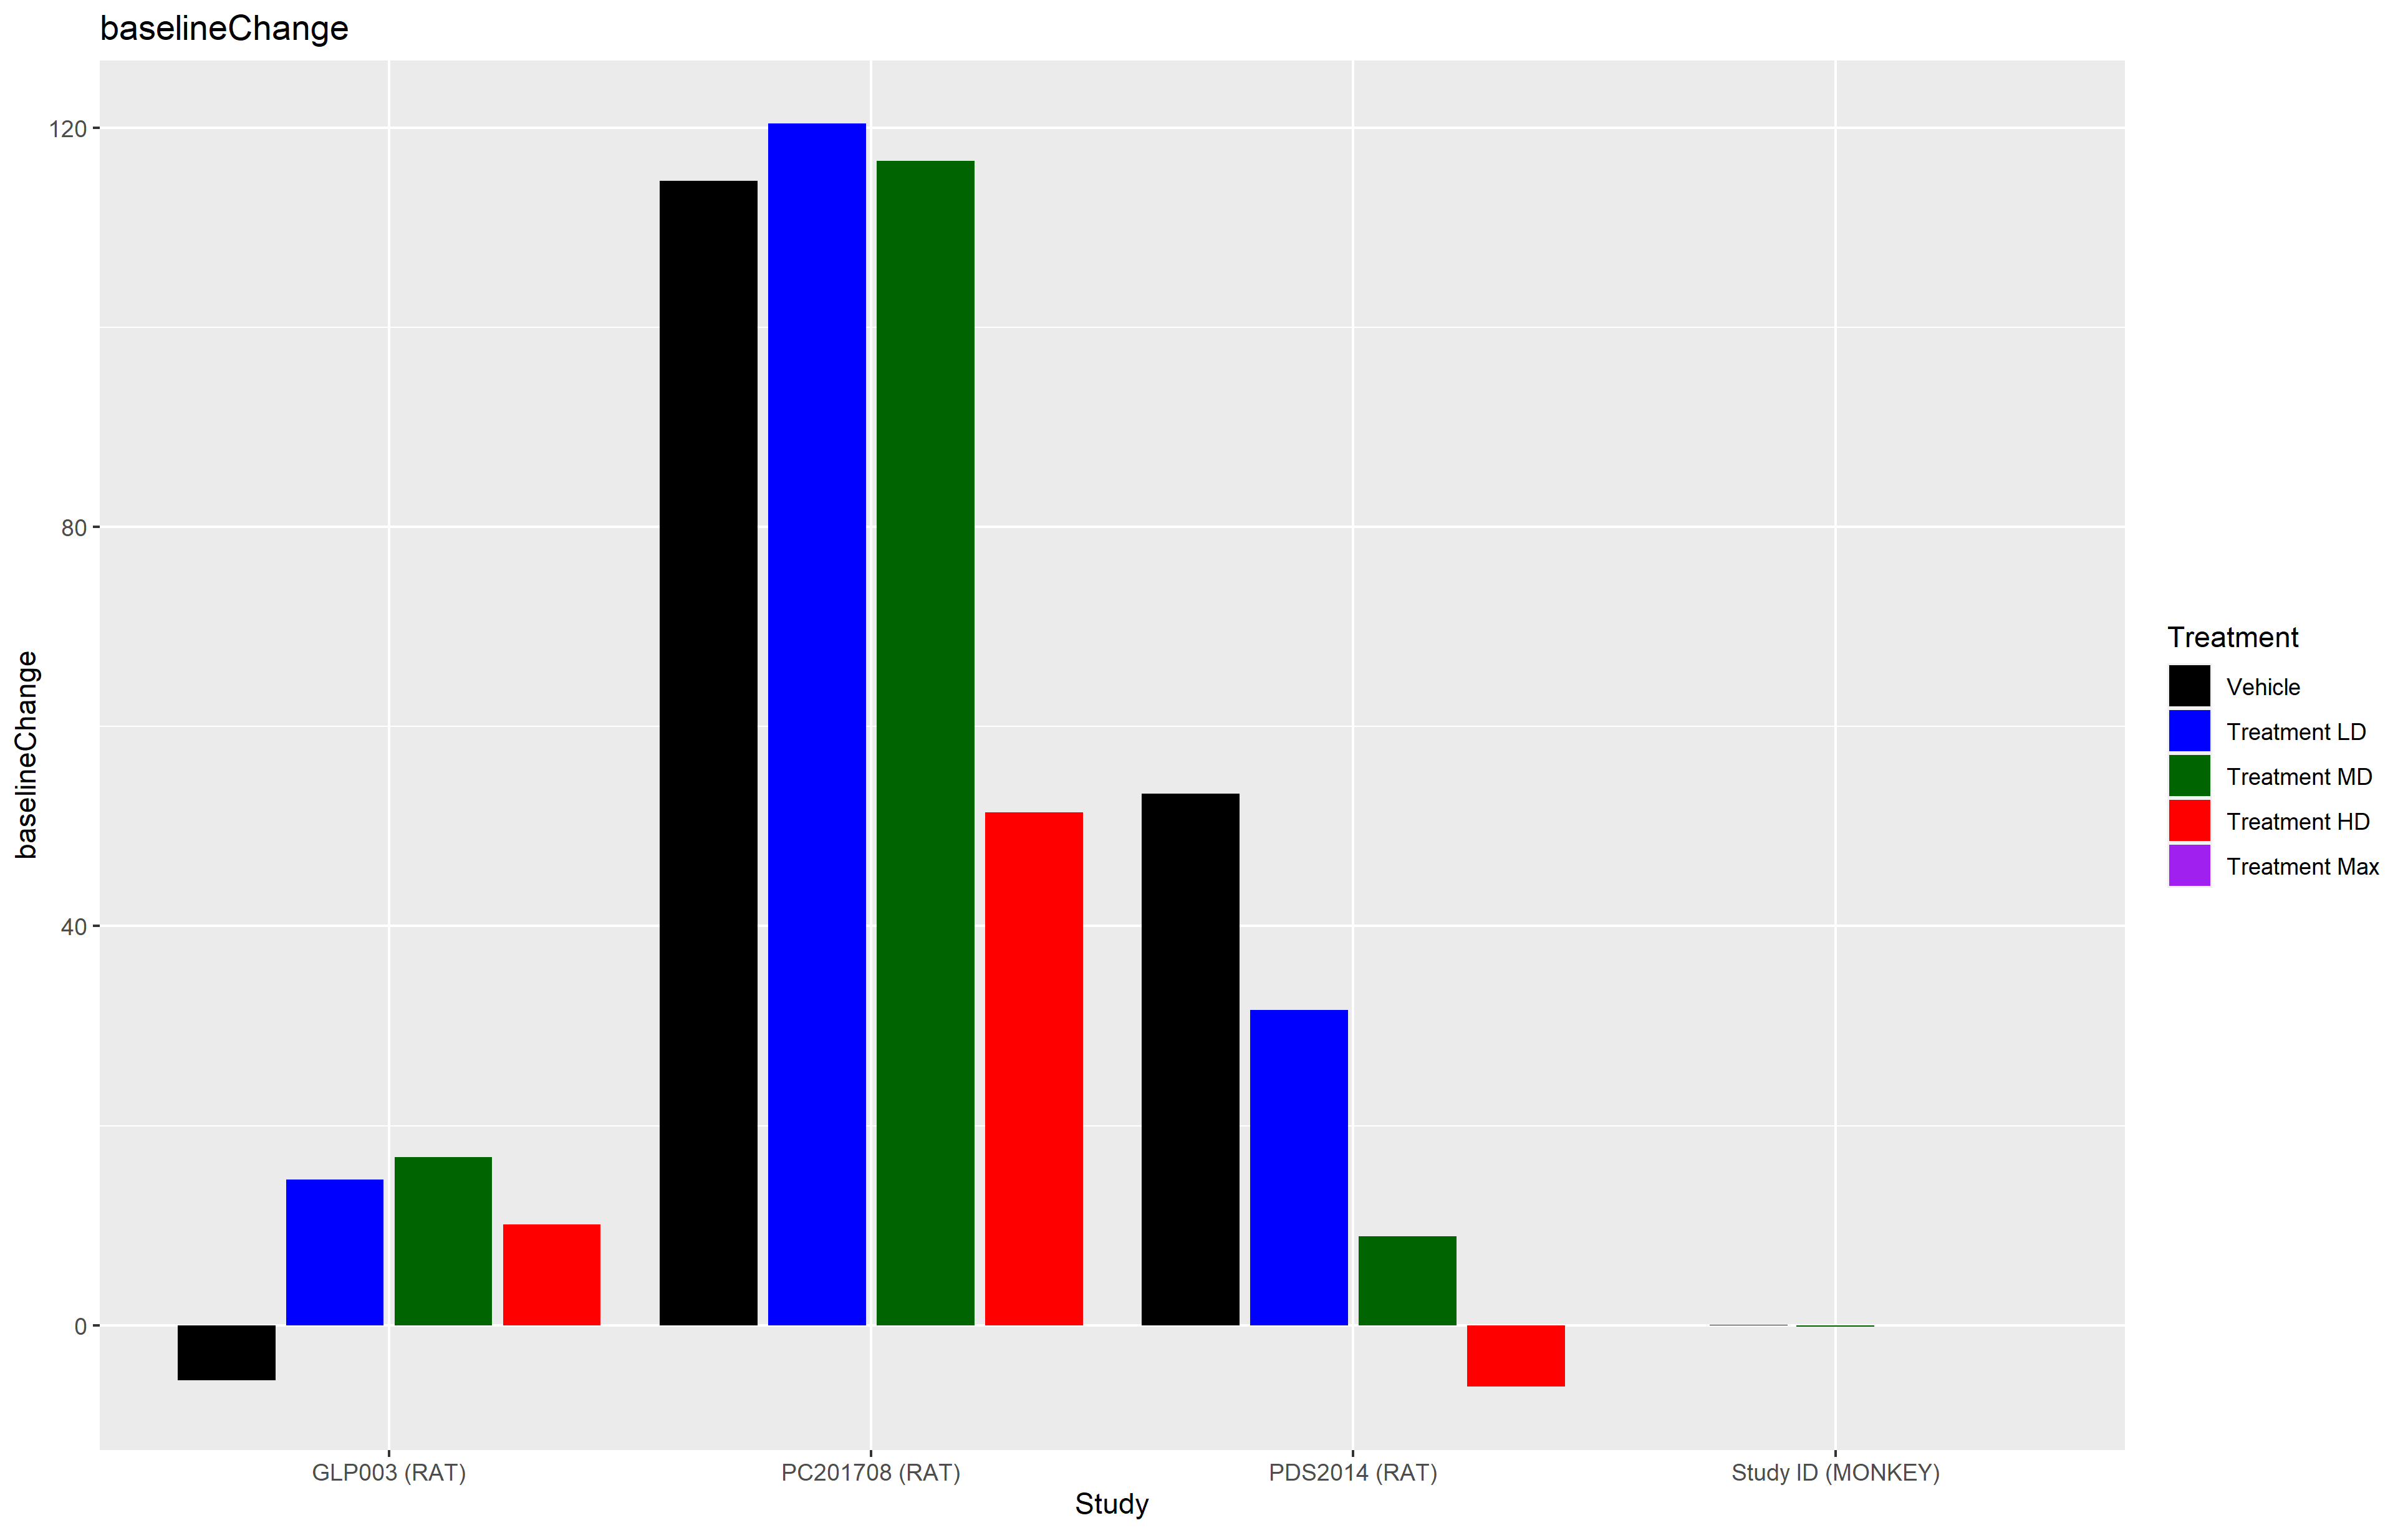 baselineChange
120
80
40
0
baselineChange
GLP003 (RAT)
PC201708 (RAT)
PDS2014 (RAT)
Study ID (MONKEY)
Study
Treatment
Vehicle
Treatment LD
Treatment MD
Treatment HD
Treatment Max